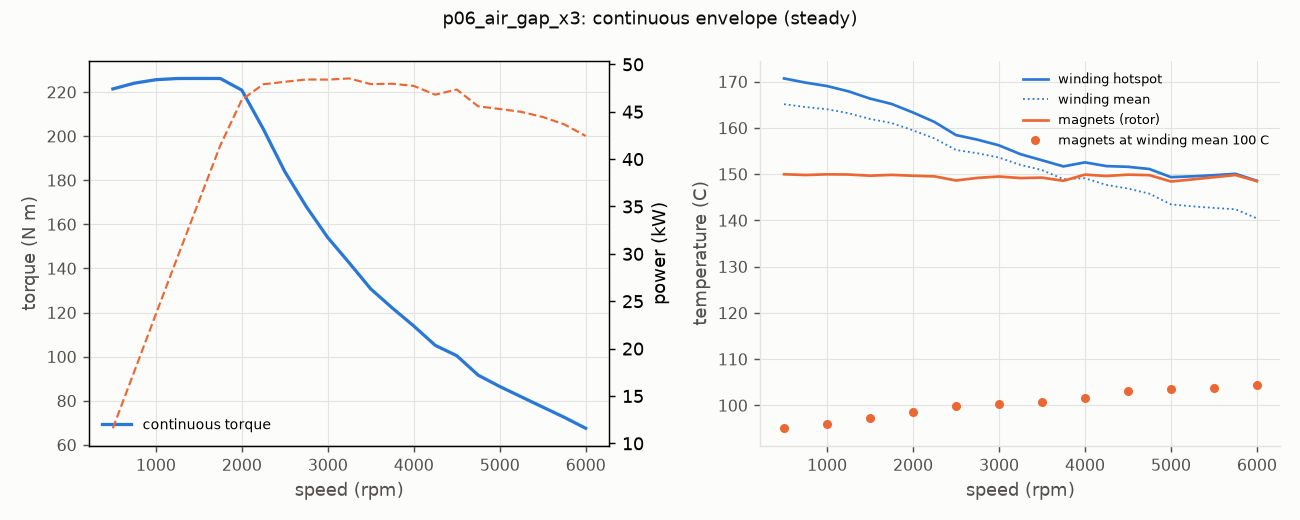 p06_air_gap_x3: continuous envelope (steady)
torque (N m)
220
200
180
160
140
120
100
80
60
continuous torque
1000 2000 3000 4000 5000 6000
speed (rpm)
50
45
40
35
30
25
20
15
10
power (kW)
temperature (C)
170
160
150
140
130
120
110
100
winding hotspot
winding mean
magnets (rotor)
magnets at winding mean 100 C
1000 2000 3000 4000 5000 6000
speed (rpm)